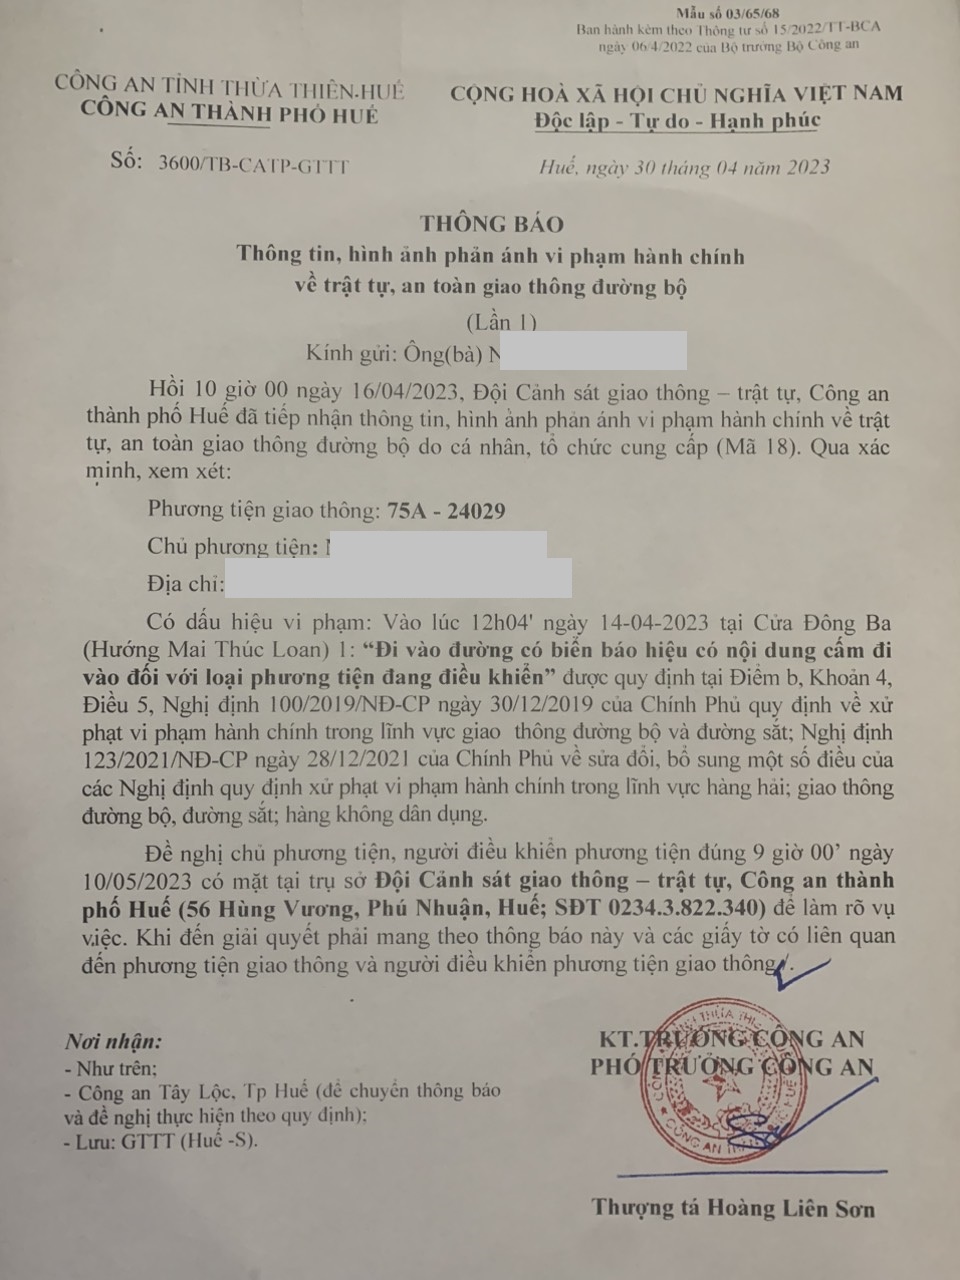 Mẫu số 03/65/68
Ban hành kèm theo Thông tư số 15/2022/TT-BCA
ngày 06/4/2022 của Bộ trưởng Bộ Công an
CÔNG AN TỈNH THỪA THIÊN-HUẾ
CÔNG AN THÀNH PHỐ HUẾ
CỘNG HOÀ XÃ HỘI CHỦ NGHĨA VIỆT NAM
Độc lập - Tự do - Hạnh phúc
Số: 3600/TB-CATP-GTTT
Huế, ngày 30 tháng 04 năm 2023
THÔNG BÁO
Thông tin, hình ảnh phản ánh vi phạm hành chính
về trật tự, an toàn giao thông đường bộ
(Lần 1)
Kính gửi: Ông(bà) N
Hồi 10 giờ 00 ngày 16/04/2023, Đội Cảnh sát giao thông – trật tự, Công an
thành phố Huế đã tiếp nhận thông tin, hình ảnh phản ánh vi phạm hành chính về trật
tự, an toàn giao thông đường bộ do cá nhân, tổ chức cung cấp (Mã 18). Qua xác
minh, xem xét:
Phương tiện giao thông: 75A - 24029
Chủ phương tiện:
Địa chỉ:
Có dấu hiệu vi phạm: Vào lúc 12h04' ngày 14-04-2023 tại Cửa Đông Ba
(Hướng Mai Thúc Loan) 1: “Đi vào đường có biển báo hiệu có nội dung cấm đi
vào đối với loại phương tiện đang điều khiển” được quy định tại Điểm b, Khoản 4,
Điều 5, Nghị định 100/2019/NĐ-CP ngày 30/12/2019 của Chính Phủ quy định về xử
phạt vi phạm hành chính trong lĩnh vực giao thông đường bộ và đường sắt; Nghị định
123/2021/NĐ-CP ngày 28/12/2021 của Chính Phủ về sửa đổi, bổ sung một số điều của
các Nghị định quy định xử phạt vi phạm hành chính trong lĩnh vực hàng hải; giao thông
đường bộ, đường sắt; hàng không dân dụng.
Đề nghị chủ phương tiện, người điều khiển phương tiện đúng 9 giờ 00’ ngày
10/05/2023 có mặt tại trụ sở Đội Cảnh sát giao thông – trật tự, Công an thành
phố Huế (56 Hùng Vương, Phú Nhuận, Huế; SĐT 0234.3.822.340) để làm rõ vụ
việc. Khi đến giải quyết phải mang theo thông báo này và các giấy tờ có liên quan
đến phương tiện giao thông và người điều khiển phương tiện giao thông./.
Nơi nhận:
- Như trên;
- Công an Tây Lộc, Tp Huế (để chuyển thông báo
và đề nghị thực hiện theo quy định);
- Lưu: GTTT (Huế -S).
KT.TRƯỞNG CÔNG AN
PHÓ TRƯỞNG CÔNG AN
Thượng tá Hoàng Liên Sơn